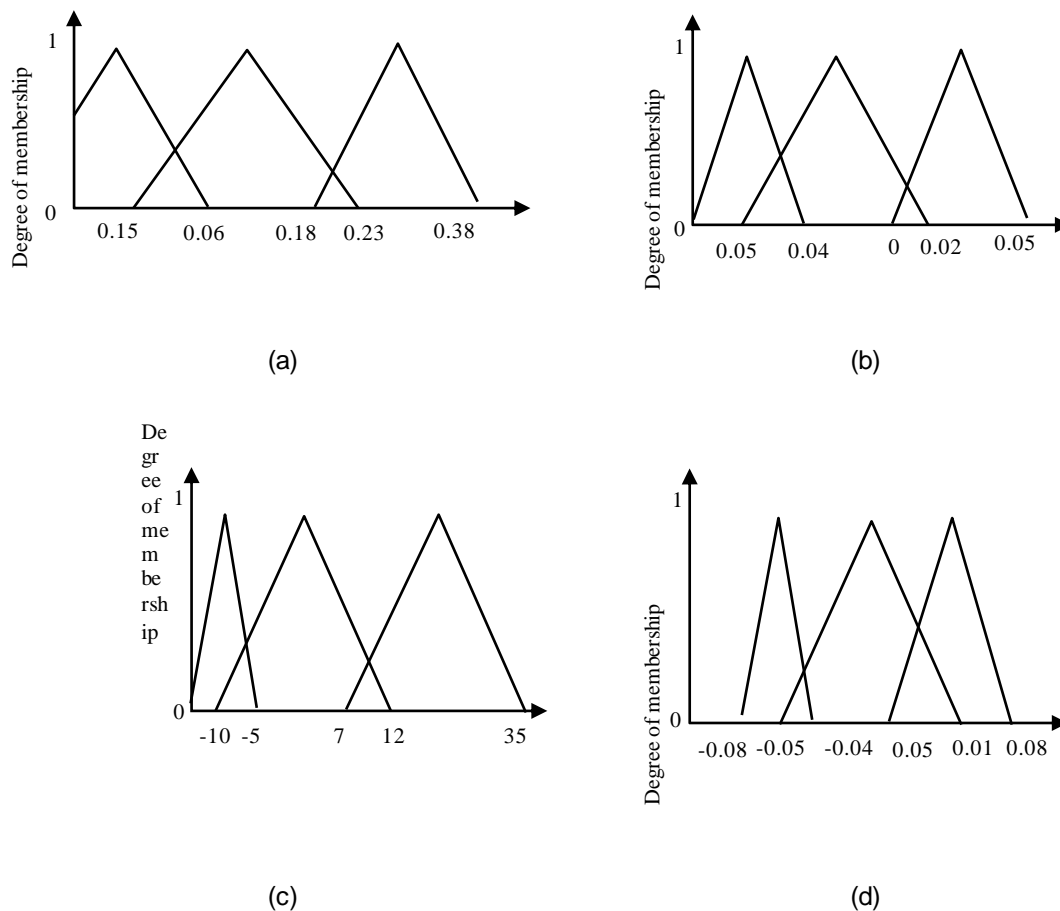 1
Degree of membership
0
0.15 0.06 0.18 0.23 0.38
(a)
1
Degree of membership
0
0.05 0.04 0 0.02 0.05
(b)
De
gr
ee
of
me
m
be
rsh
ip
1
0
-10 -5 7 12 35
(c)
1
Degree of membership
0
-0.08 -0.05 -0.04 0.05 0.01 0.08
(d)